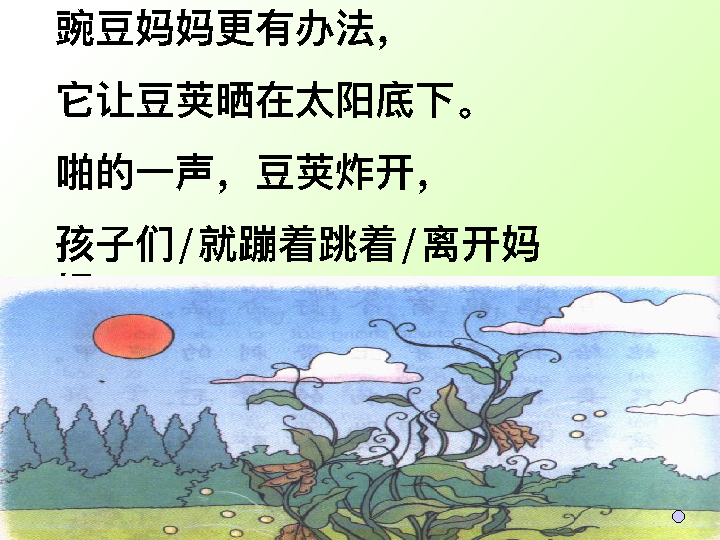 豌豆妈妈更有办法，
它让豆荚晒在太阳底下。
啪的一声，豆荚炸开，
孩子们/就蹦着跳着/离开妈